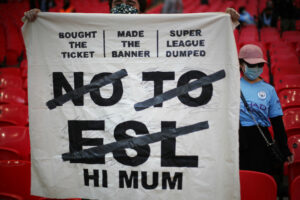 BOUGHT
THE
TICKET
MADE
THE
BANNER
SUPER
LEAGUE
DUMPED
NO TO
ESL
HI MUM